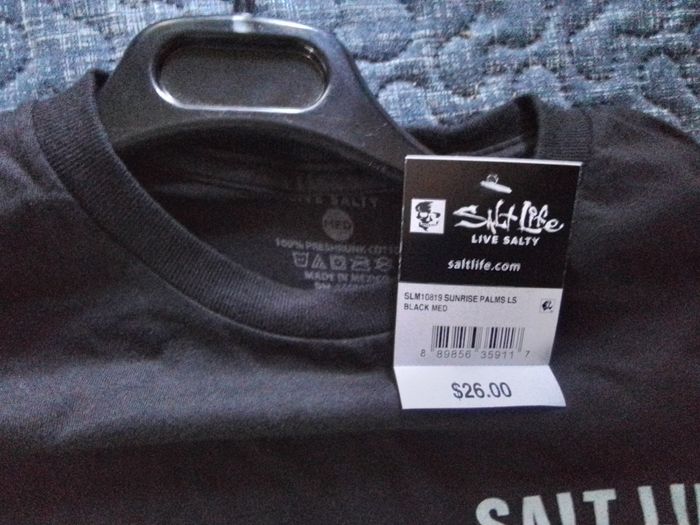 LIVE SALTY
MED
100% PRESHRUNK
MADE IN MEXICO
Salt Life
LIVE SALTY
saltlife.com
SLM10819 SUNRISE PALMS LS
BLACK MED
8 89856 35911 7
$26.00
SALT